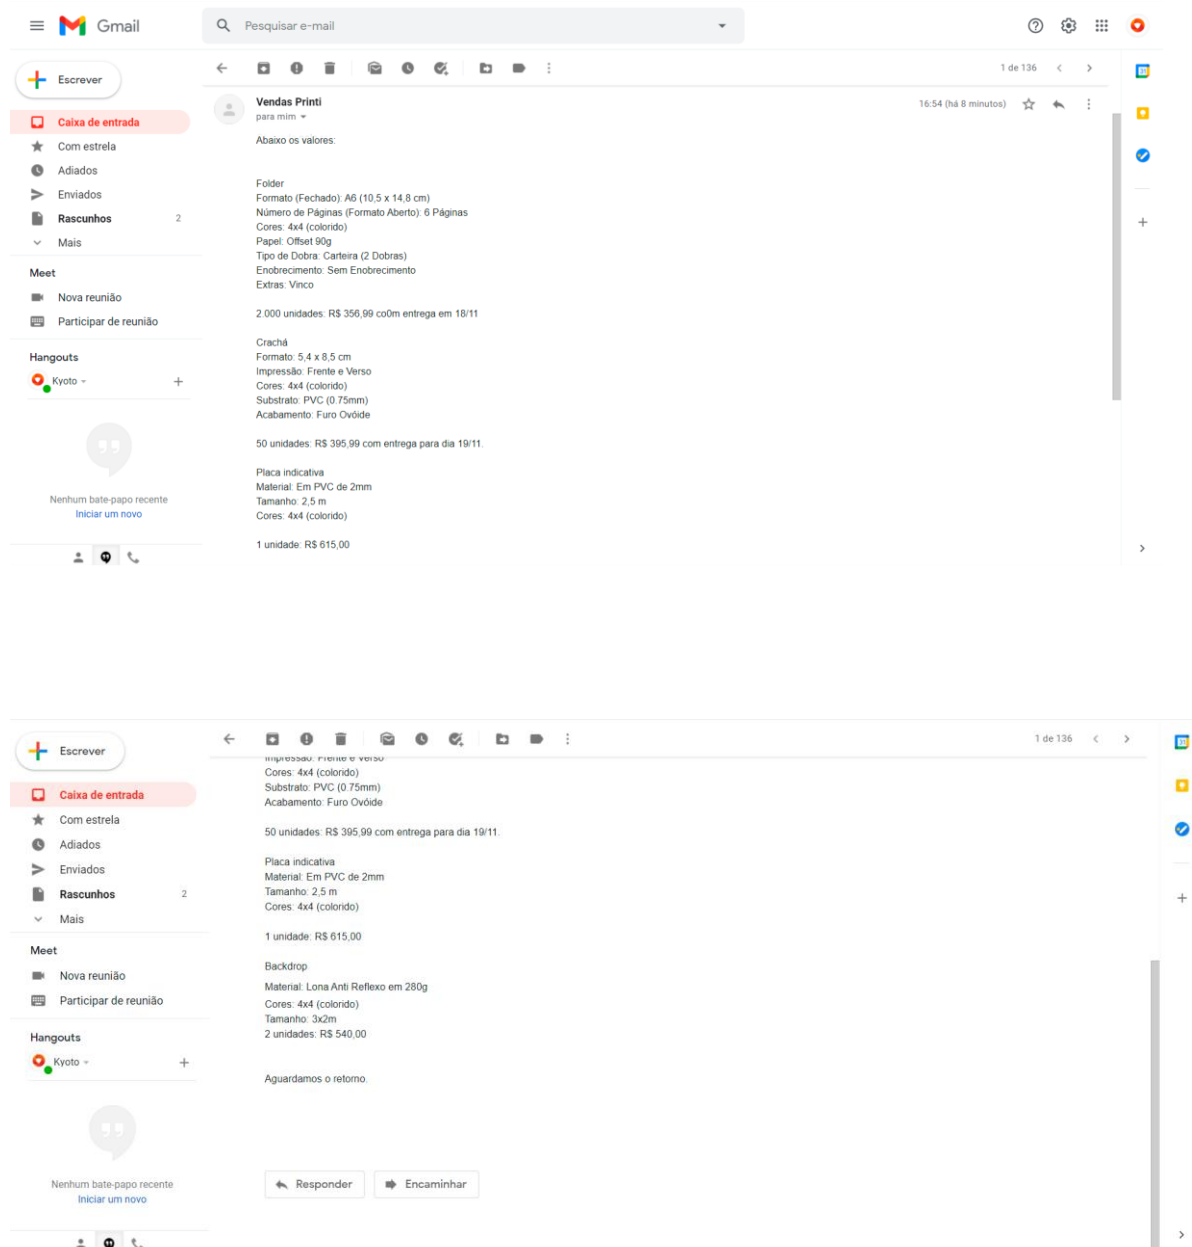 Gmail
Pesquisar e-mail
Escrever
1 de 136
Caixa de entrada
Com estrela
Adiados
Enviados
Rascunhos 2
Mais
Meet
Nova reunião
Participar de reunião
Hangouts
Kyoto
Nenhum bate-papo recente
Iniciar um novo
Vendas Printi
16:54 (há 8 minutos)
para mim
Abaixo os valores:
Folder
Formato (Fechado): A6 (10,5 x 14,8 cm)
Número de Páginas (Formato Aberto): 6 Páginas
Cores: 4x4 (colorido)
Papel: Offset 90g
Tipo de Dobra: Carteira (2 Dobras)
Enobrecimento: Sem Enobrecimento
Extras: Vinco
2.000 unidades: R$ 356,99 co0m entrega em 18/11
Crachá
Formato: 5,4 x 8,5 cm
Impressão: Frente e Verso
Cores: 4x4 (colorido)
Substrato: PVC (0.75mm)
Acabamento: Furo Ovóide
50 unidades: R$ 395,99 com entrega para dia 19/11.
Placa indicativa
Material: Em PVC de 2mm
Tamanho: 2,5 m
Cores: 4x4 (colorido)
1 unidade: R$ 615,00
Escrever
1 de 136
Caixa de entrada
Com estrela
Adiados
Enviados
Rascunhos 2
Mais
Meet
Nova reunião
Participar de reunião
Hangouts
Kyoto
Nenhum bate-papo recente
Iniciar um novo
Impressão: Frente e Verso
Cores: 4x4 (colorido)
Substrato: PVC (0.75mm)
Acabamento: Furo Ovóide
50 unidades: R$ 395,99 com entrega para dia 19/11.
Placa indicativa
Material: Em PVC de 2mm
Tamanho: 2,5 m
Cores: 4x4 (colorido)
1 unidade: R$ 615,00
Backdrop
Material: Lona Anti Reflexo em 280g
Cores: 4x4 (colorido)
Tamanho: 3x2m
2 unidades: R$ 540,00
Aguardamos o retorno.
Responder
Encaminhar